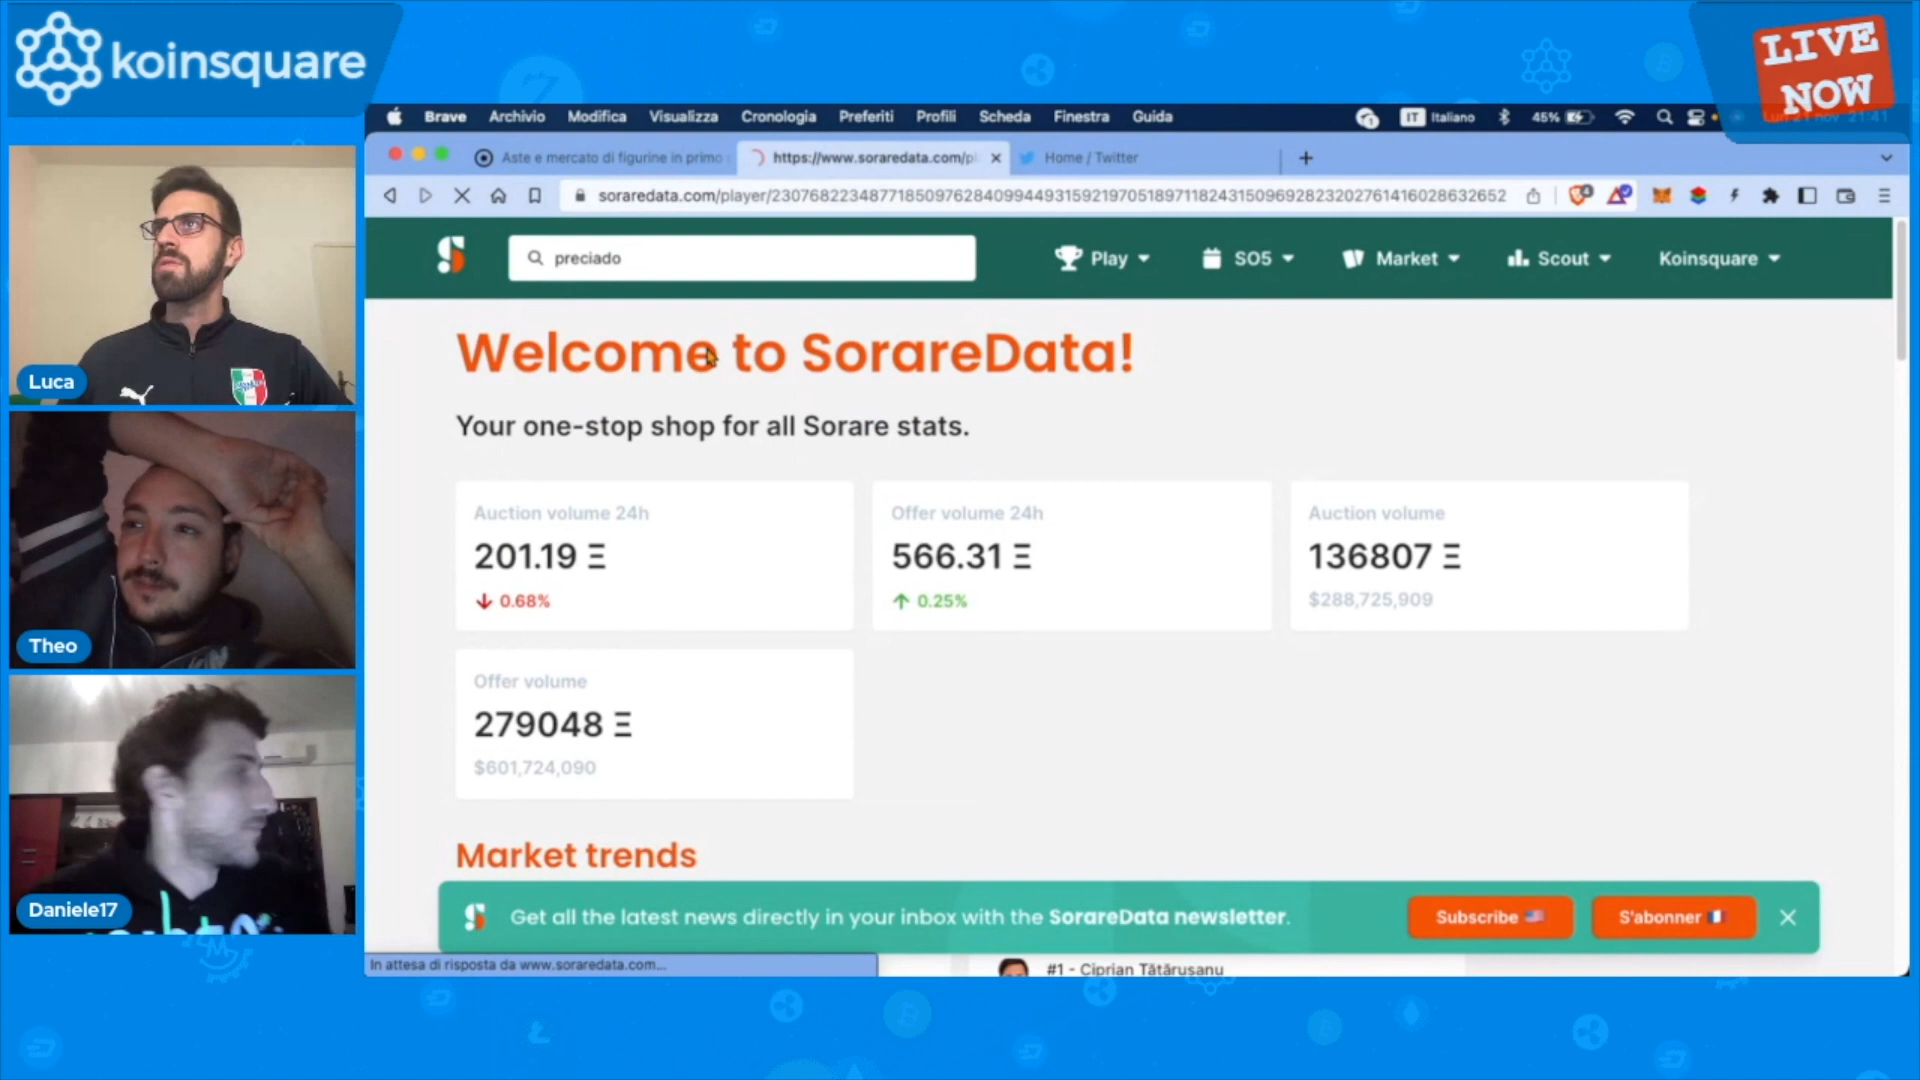 koinsquare
LIVE
NOW
Brave Archivio Modifica Visualizza Cronologia Preferiti Profili Scheda Finestra Guida
IT Italiano 45%
Aste e mercato di figurine in primo
https://www.soraredata.com/pl
Home / Twitter
soraredata.com/player/23076822348771850976284099449315921970518971182431509692823202761416028632652
preciado
Play SO5 Market Scout Koinsquare
Welcome to SorareData!
Your one-stop shop for all Sorare stats.
Auction volume 24h
201.19 Ξ
0.68%
Offer volume 24h
566.31 Ξ
0.25%
Auction volume
136807 Ξ
$288,725,909
Offer volume
279048 Ξ
$601,724,090
Market trends
Get all the latest news directly in your inbox with the SorareData newsletter.
Subscribe
S'abonner
In attesa di risposta da www.soraredata.com...
#1 - Ciprian Tătărușanu
Luca
Theo
Daniele17